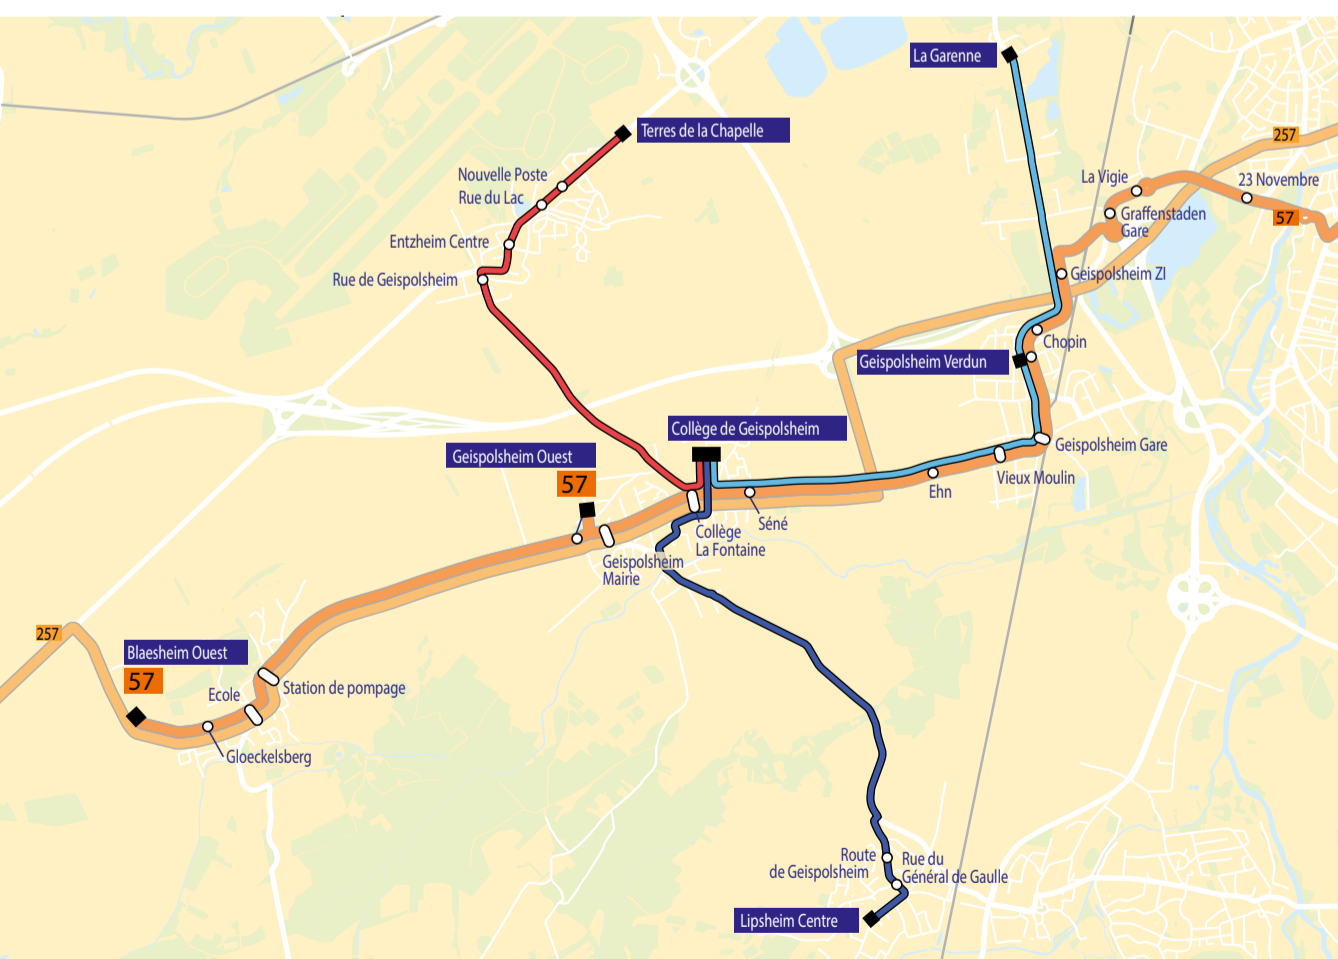 La Garenne
Terres de la Chapelle
257
Nouvelle Poste
La Vigie
23 Novembre
Rue du Lac
Graffenstaden
Gare
57
Entzheim Centre
Rue de Geispolsheim
Geispolsheim ZI
Chopin
Geispolsheim Verdun
Collège de Geispolsheim
Geispolsheim Gare
Geispolsheim Ouest
57
Vieux Moulin
Ehn
Séné
Collège
La Fontaine
Geispolsheim
Mairie
257
Blaesheim Ouest
57
Ecole
Station de pompage
Gloeckelsberg
Route
de Geispolsheim
Rue du
Général de Gaulle
Lipsheim Centre